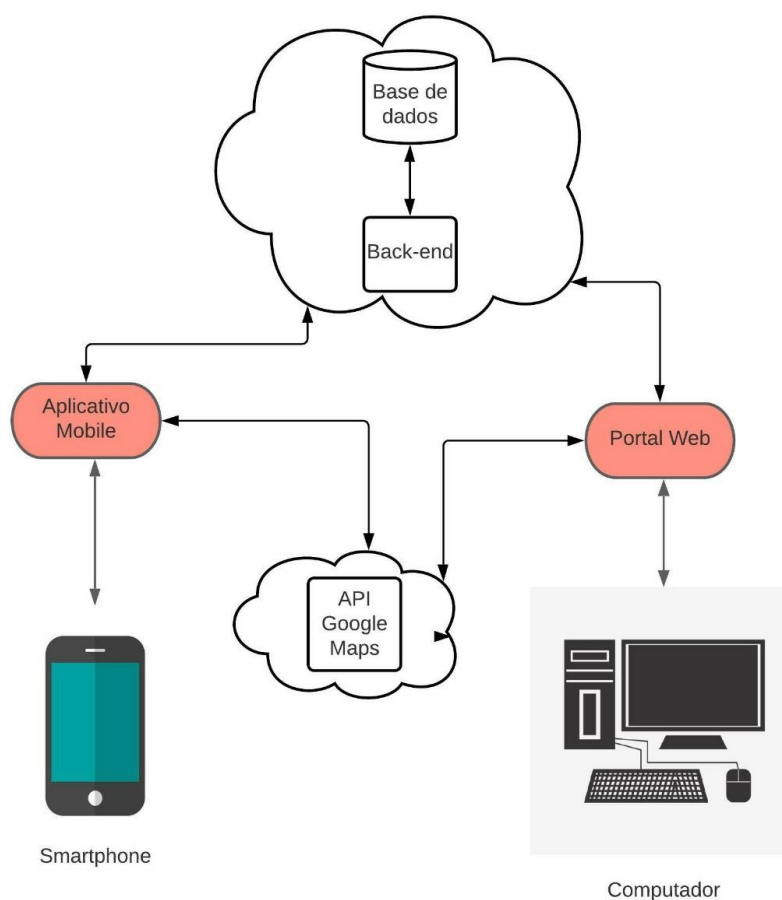 Base de
dados
Back-end
Aplicativo
Mobile
Portal Web
API
Google
Maps
Smartphone
Computador